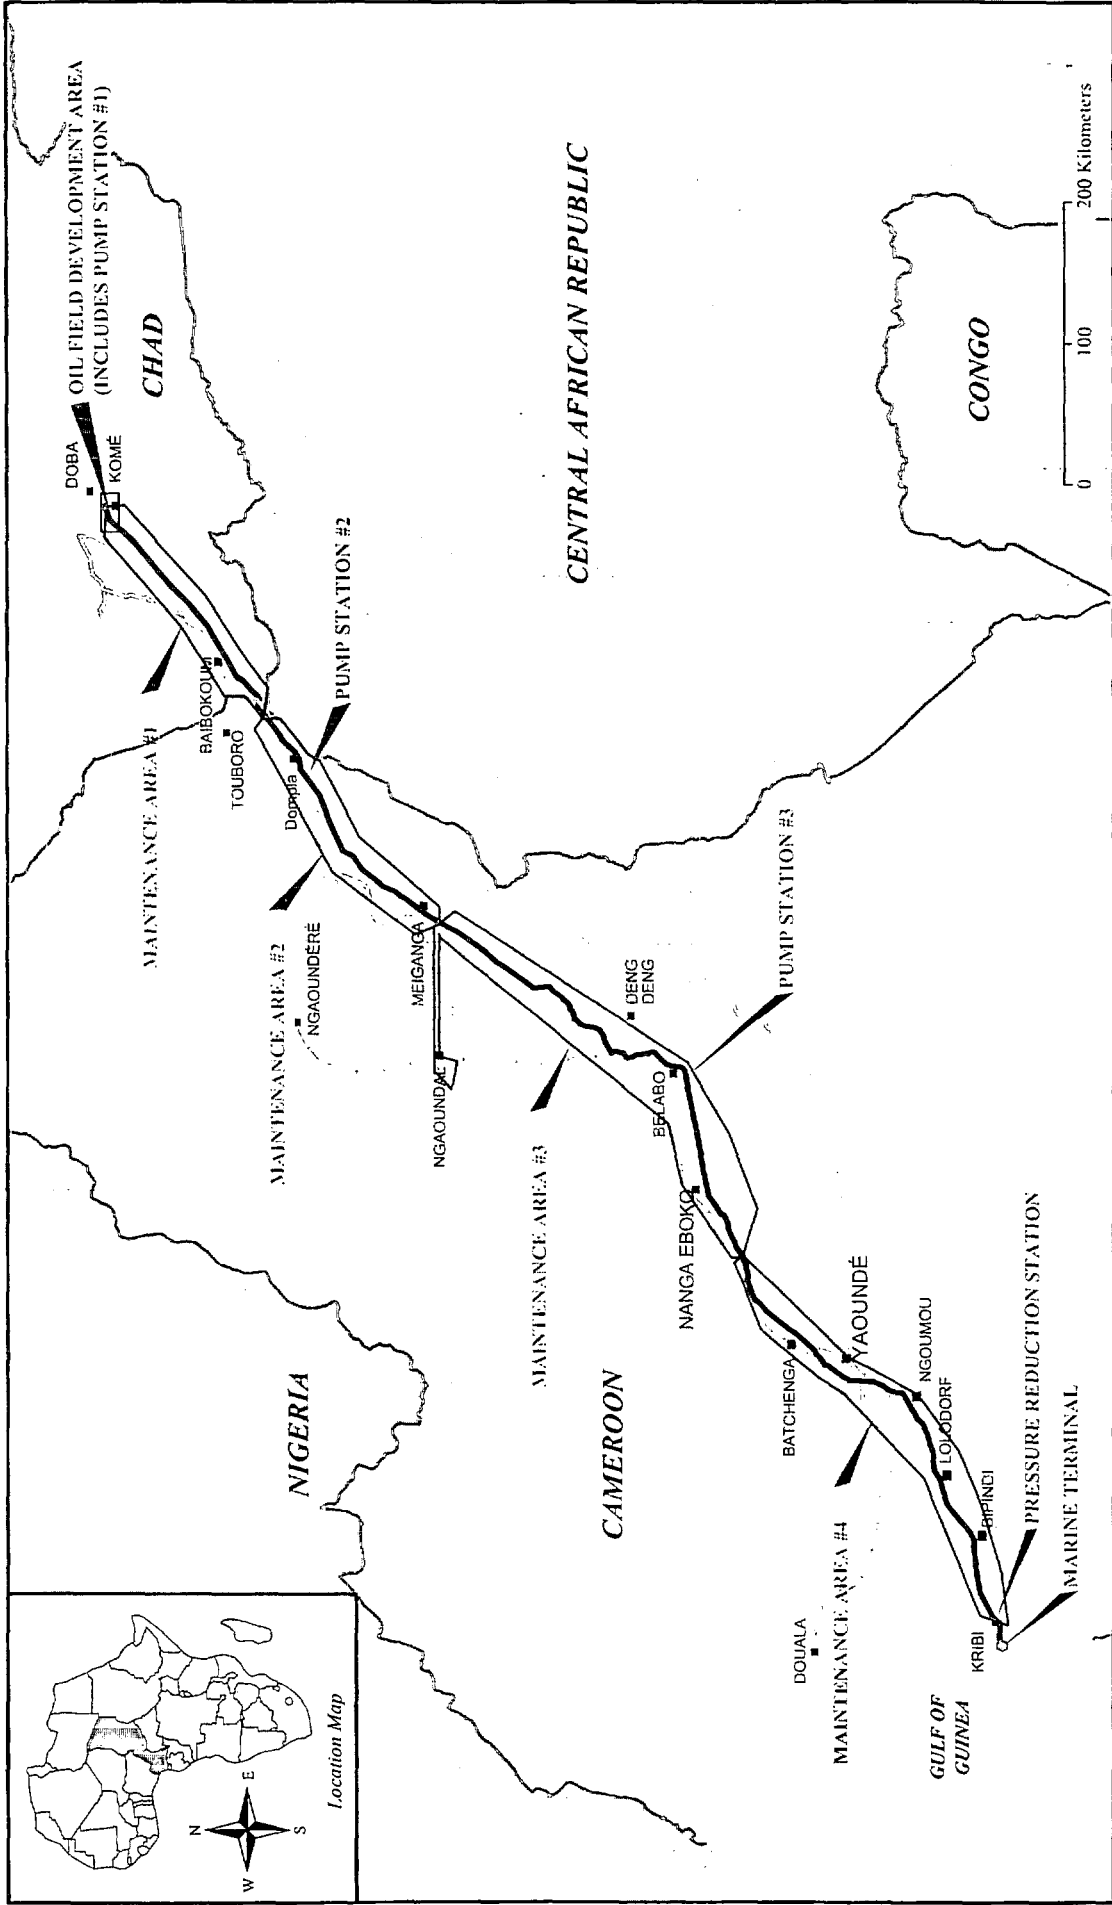 Location Map
N
W
E
S
NIGERIA
CHAD
CENTRAL AFRICAN REPUBLIC
CAMEROON
CONGO
GULF OF
GUINEA
OIL FIELD DEVELOPMENT AREA
(INCLUDES PUMP STATION #1)
DOBA
KOMÉ
MAINTENANCE AREA #1
BAIBOKOUM
TOUBORO
Dompla
PUMP STATION #2
MAINTENANCE AREA #2
NGAOUNDÉRÉ
MEIGANGA
NGAOUNDAL
MAINTENANCE AREA #3
DENG
DENG
BELABO
PUMP STATION #3
NANGA EBOKO
BATCHENGA
YAOUNDÉ
NGOUMOU
LOLODORF
BIPINDI
MAINTENANCE AREA #4
DOUALA
KRIBI
PRESSURE REDUCTION STATION
MARINE TERMINAL
0
100
200 Kilometers